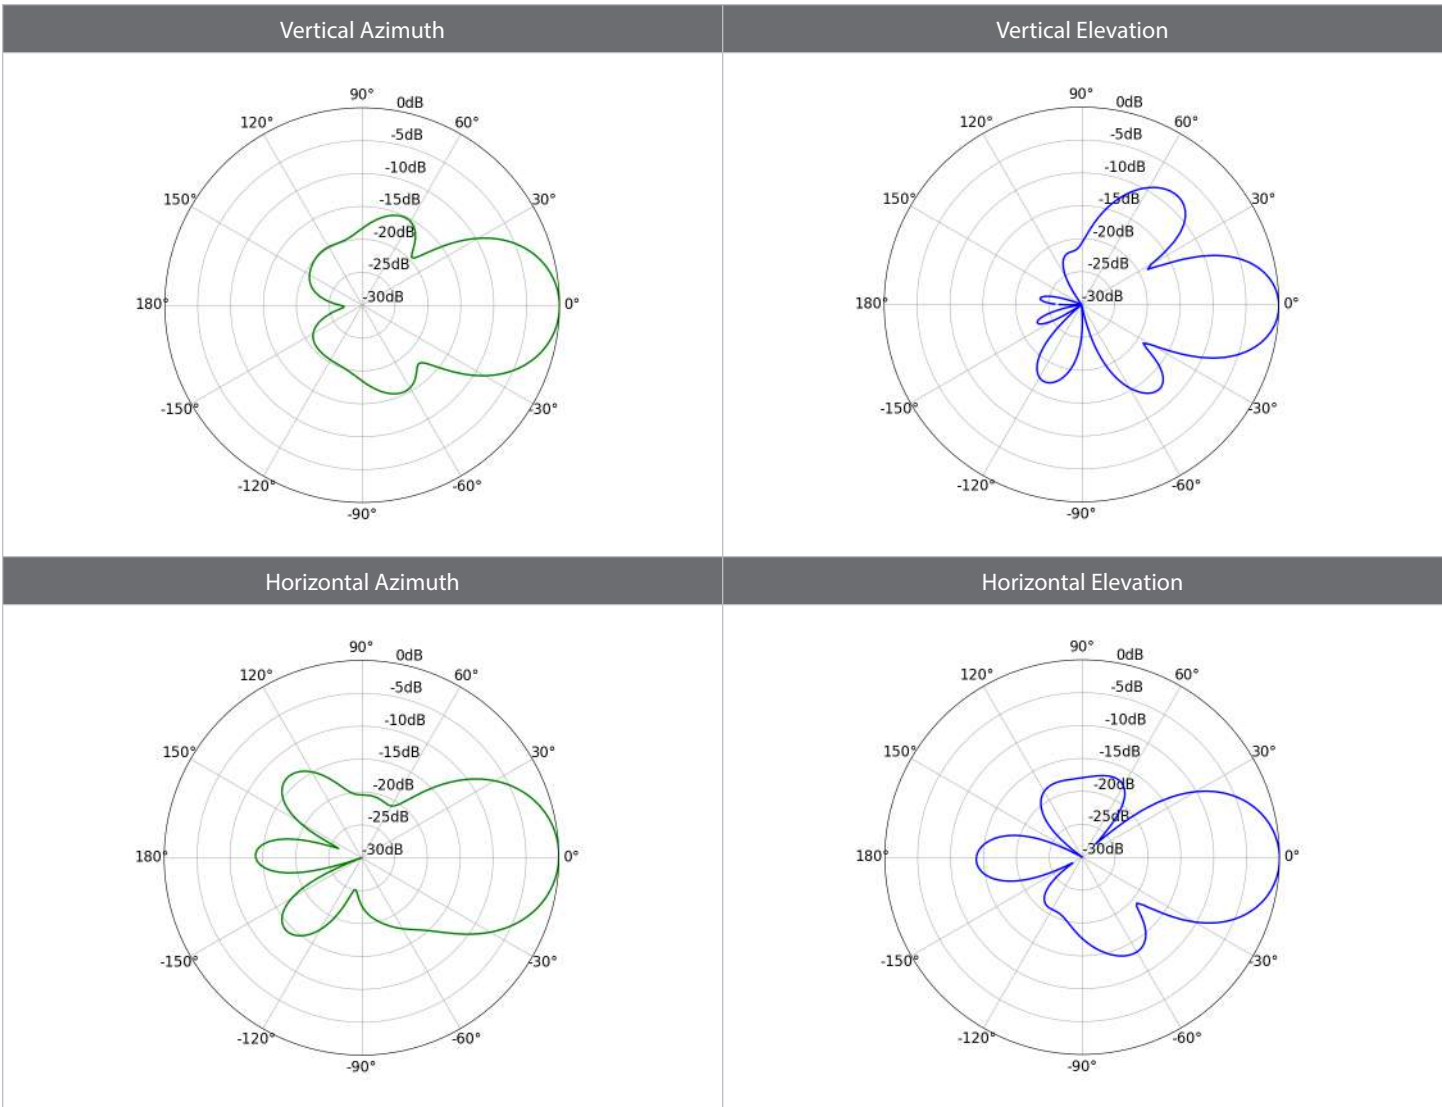 Vertical Azimuth
Vertical Elevation
90°
0dB
120°
60°
-5dB
-10dB
150°
-15dB
30°
-20dB
-25dB
180°
-30dB
0°
-150°
-30°
-120°
-60°
-90°
90°
0dB
120°
60°
-5dB
-10dB
150°
-15dB
30°
-20dB
-25dB
180°
-30dB
0°
-150°
-30°
-120°
-60°
-90°
Horizontal Azimuth
Horizontal Elevation
90°
0dB
120°
60°
-5dB
-10dB
150°
-15dB
30°
-20dB
-25dB
180°
-30dB
0°
-150°
-30°
-120°
-60°
-90°
90°
0dB
120°
60°
-5dB
-10dB
150°
-15dB
30°
-20dB
-25dB
180°
-30dB
0°
-150°
-30°
-120°
-60°
-90°